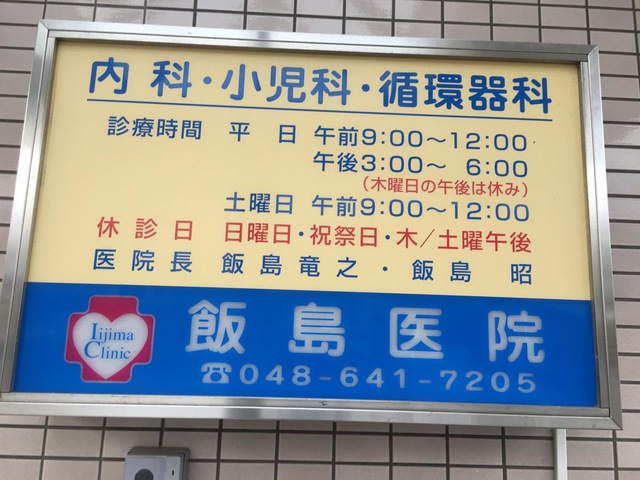 内科・小児科・循環器科
診療時間 平日 午前9:00～12:00
午後3:00～ 6:00
(木曜日の午後は休み)
土曜日 午前9:00～12:00
休診日 日曜日・祝祭日・木/土曜午後
医院長 飯島竜之・飯島 昭
Iijima
Clinic
飯島医院
☎048-641-7205